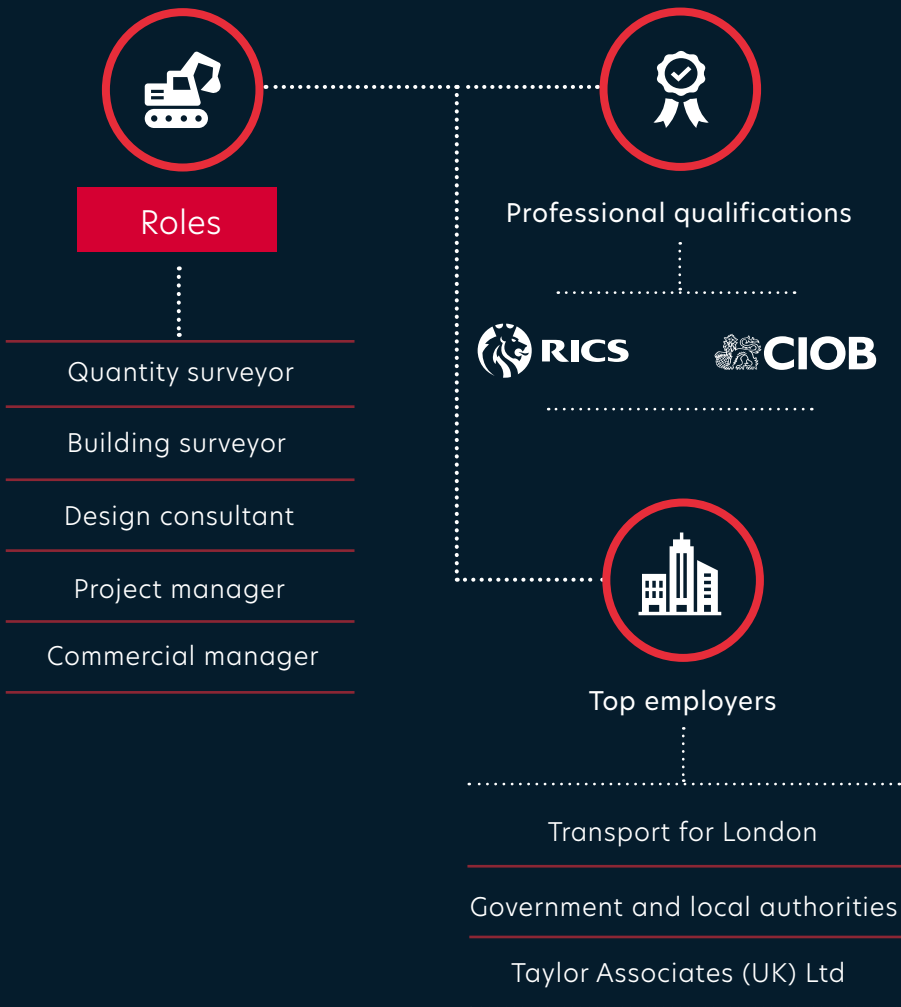 Roles
Quantity surveyor
Building surveyor
Design consultant
Project manager
Commercial manager
Professional qualifications
RICS
CIOB
Top employers
Transport for London
Government and local authorities
Taylor Associates (UK) Ltd